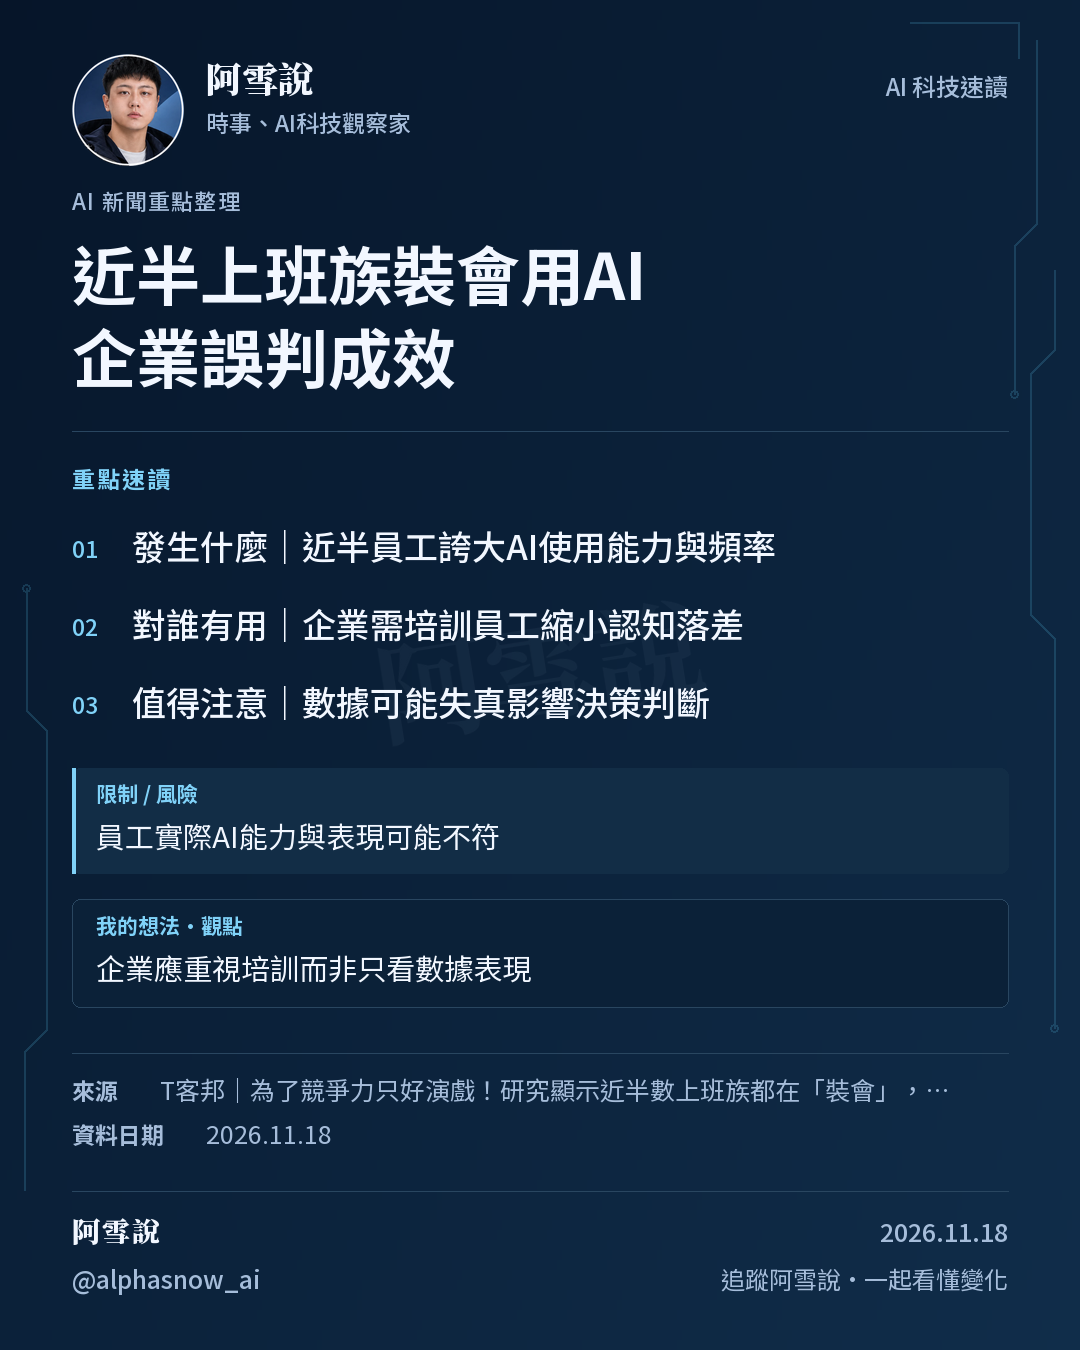 阿雪說
時事、AI科技觀察家
AI 科技速讀
AI 新聞重點整理
近半上班族裝會用AI
企業誤判成效
重點速讀
01 發生什麼｜近半員工誇大AI使用能力與頻率
02 對誰有用｜企業需培訓員工縮小認知落差
03 值得注意｜數據可能失真影響決策判斷
阿雪說
限制 / 風險
員工實際AI能力與表現可能不符
我的想法・觀點
企業應重視培訓而非只看數據表現
來源 T客邦｜為了競爭力只好演戲！研究顯示近半數上班族都在「裝會」，…
資料日期 2026.11.18
阿雪說
2026.11.18
@alphasnow_ai
追蹤阿雪說・一起看懂變化